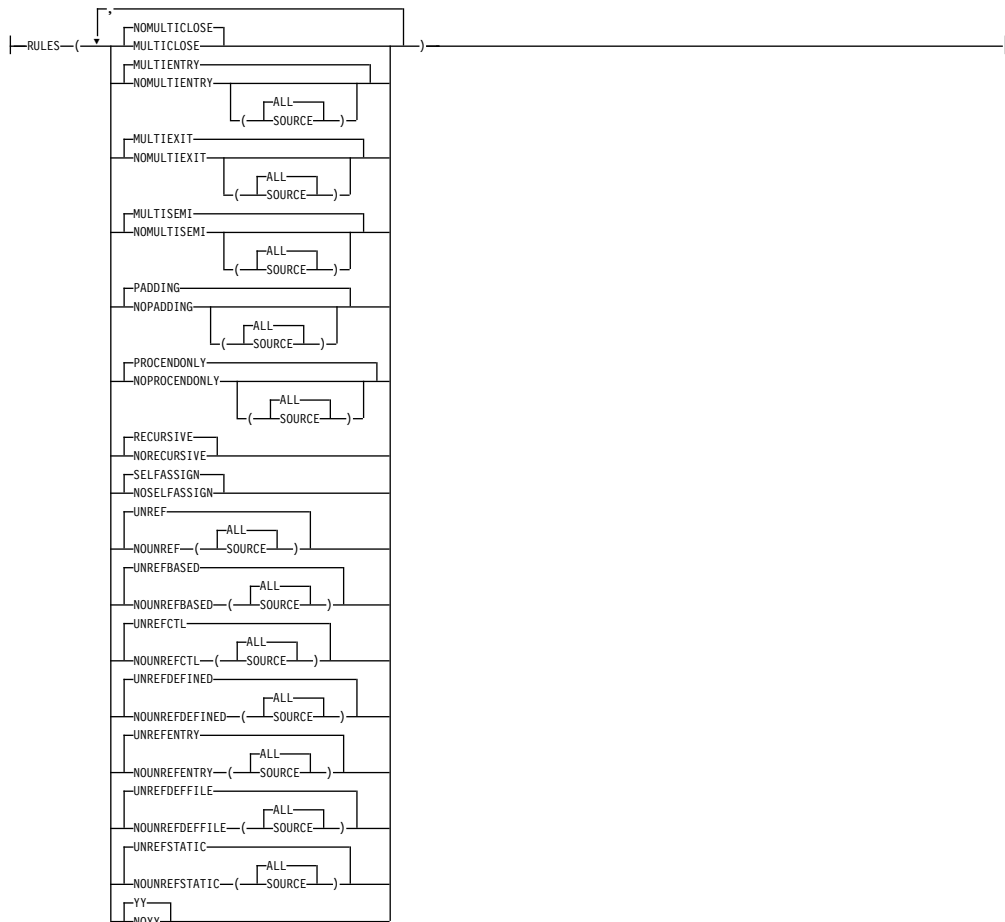 ,
NOMULTICLOSE
RULES ( MULTICLOSE )
MULTIENTRY
NOMULTIENTRY
ALL
( SOURCE )
MULTIEXIT
NOMULTIEXIT
ALL
( SOURCE )
MULTISEMI
NOMULTISEMI
ALL
( SOURCE )
PADDING
NOPADDING
ALL
( SOURCE )
PROCENDONLY
NOPROCENDONLY
ALL
( SOURCE )
RECURSIVE
NORECURSIVE
SELFASSIGN
NOSELFASSIGN
UNREF
ALL
NOUNREF ( SOURCE )
UNREFBASED
ALL
NOUNREFBASED ( SOURCE )
UNREFCTL
ALL
NOUNREFCTL ( SOURCE )
UNREFDEFINED
ALL
NOUNREFDEFINED ( SOURCE )
UNREFENTRY
ALL
NOUNREFENTRY ( SOURCE )
UNREFDEFFILE
ALL
NOUNREFDEFFILE ( SOURCE )
UNREFSTATIC
ALL
NOUNREFSTATIC ( SOURCE )
YY
NOYY